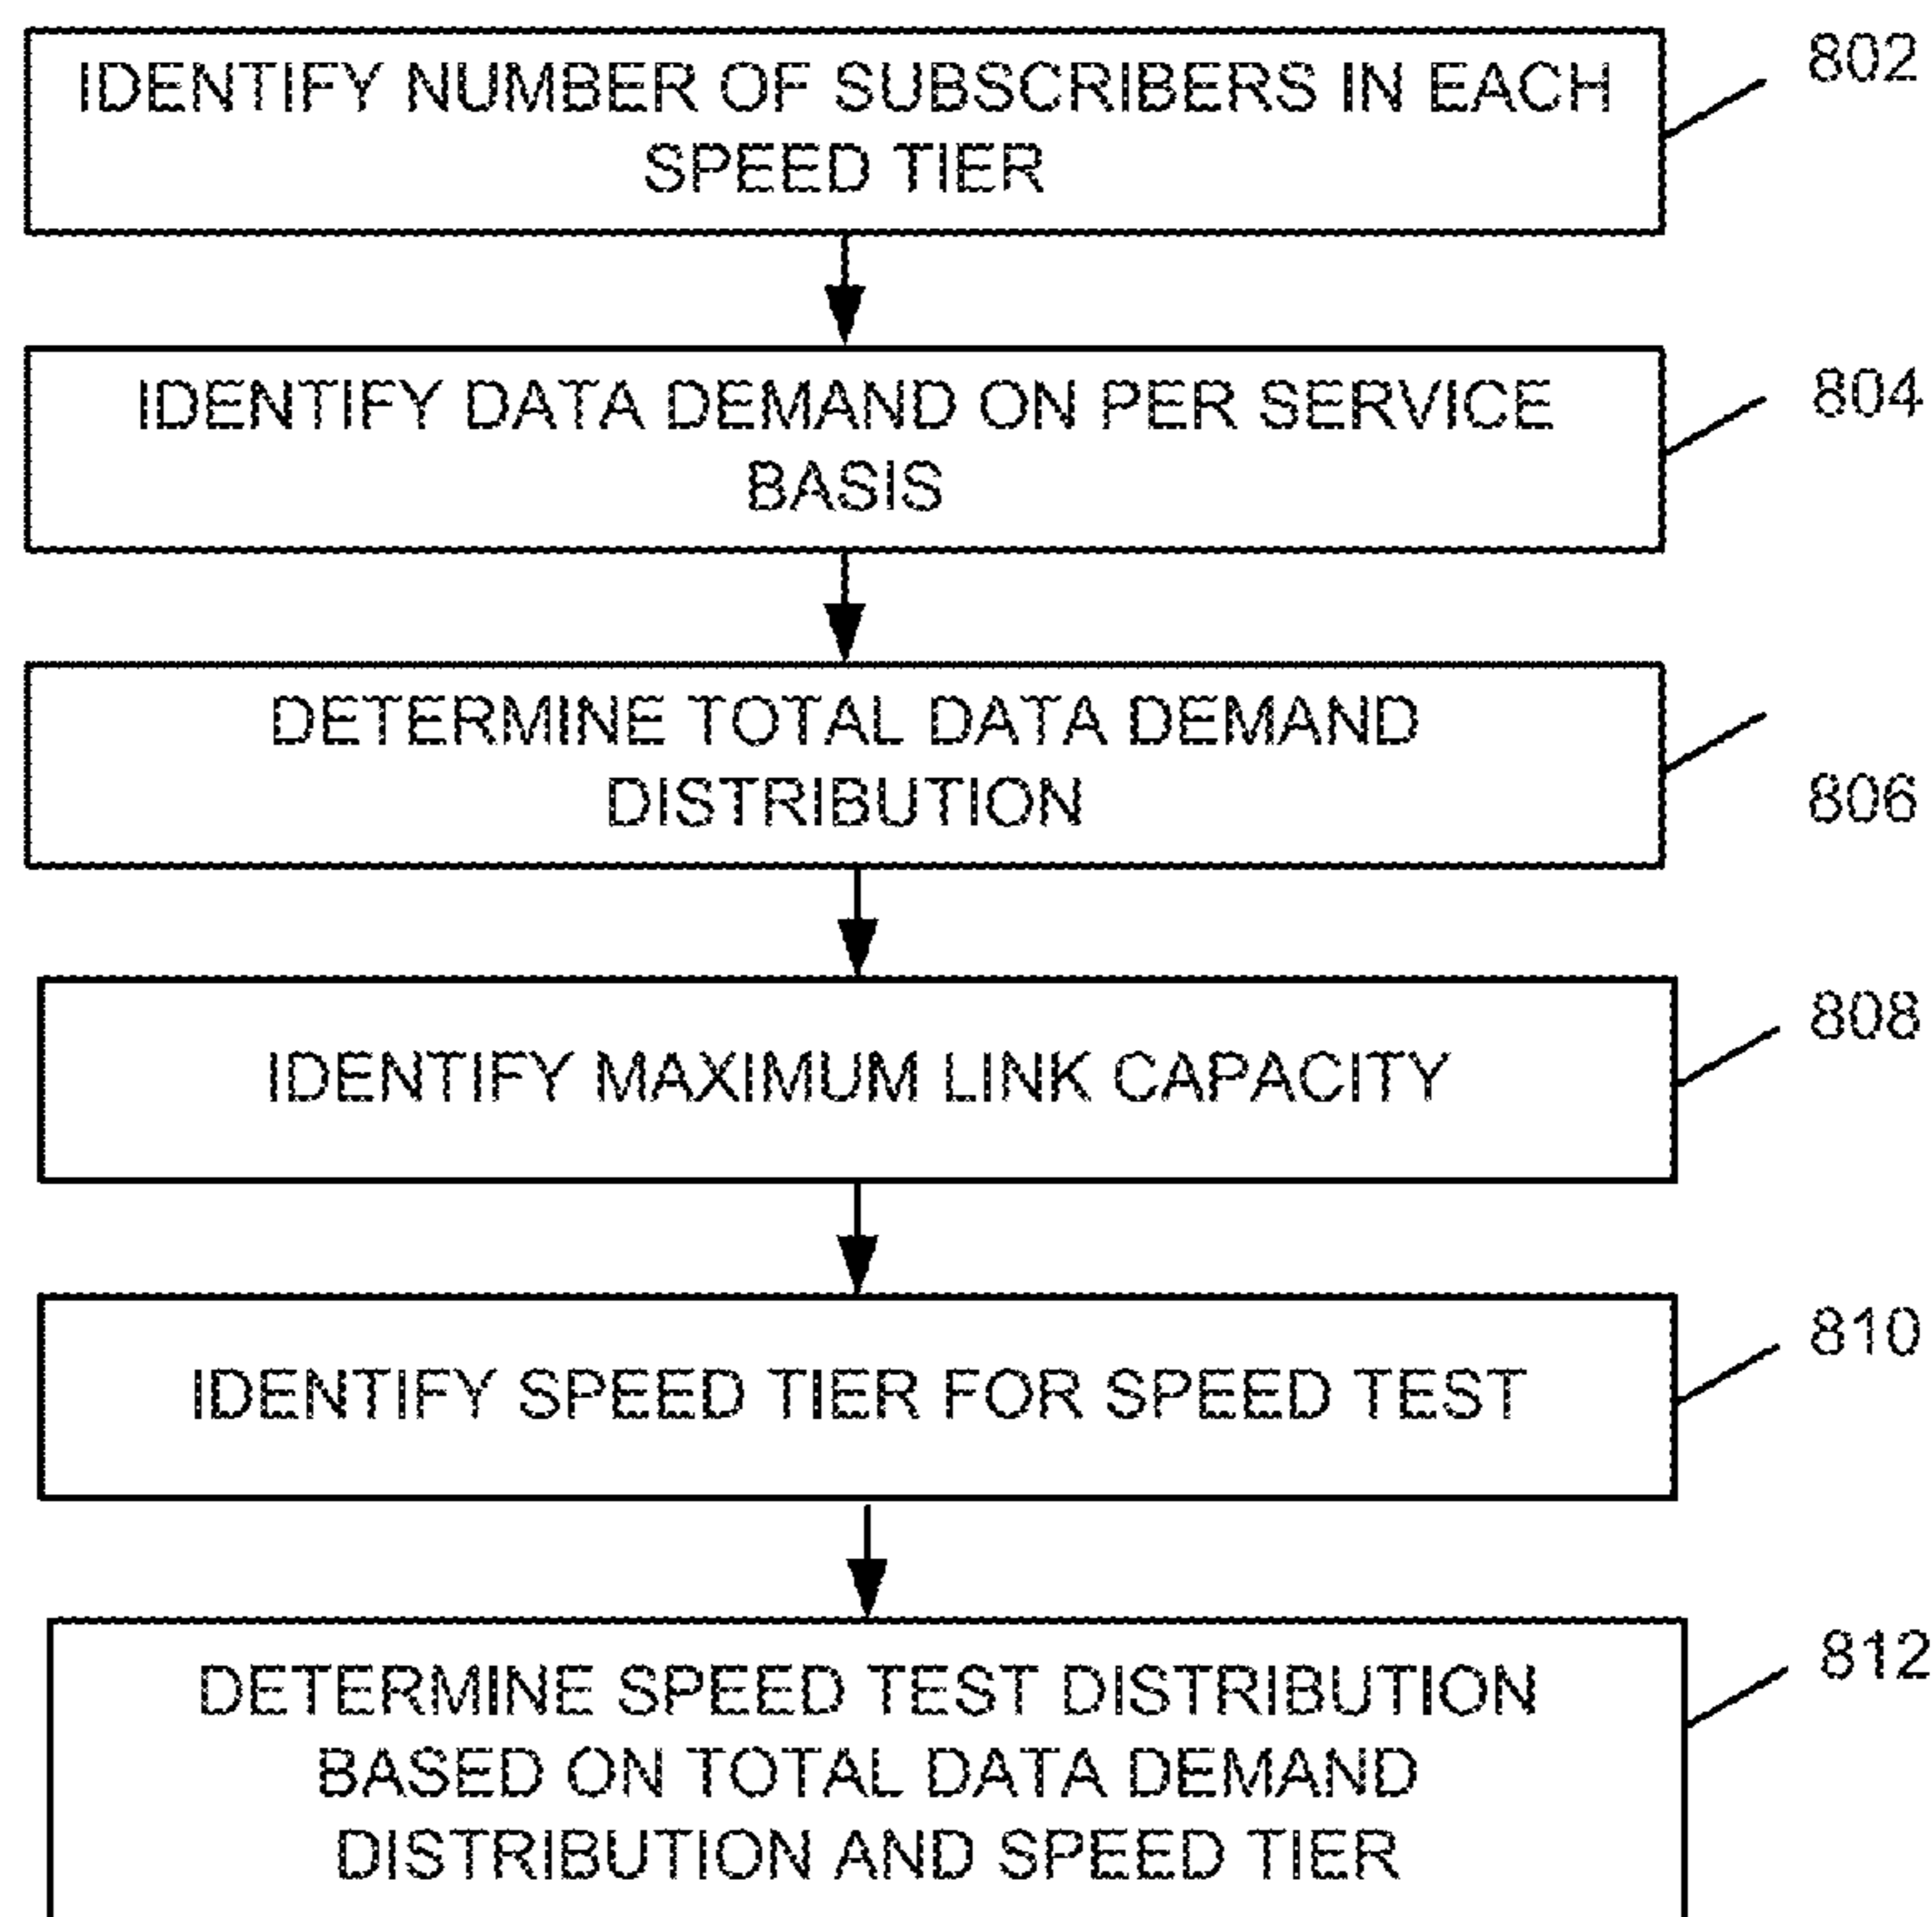 IDENTIFY NUMBER OF SUBSCRIBERS IN EACH
SPEED TIER
802
IDENTIFY DATA DEMAND ON PER SERVICE
BASIS
804
DETERMINE TOTAL DATA DEMAND
DISTRIBUTION
806
IDENTIFY MAXIMUM LINK CAPACITY
808
IDENTIFY SPEED TIER FOR SPEED TEST
810
DETERMINE SPEED TEST DISTRIBUTION
BASED ON TOTAL DATA DEMAND
DISTRIBUTION AND SPEED TIER
812